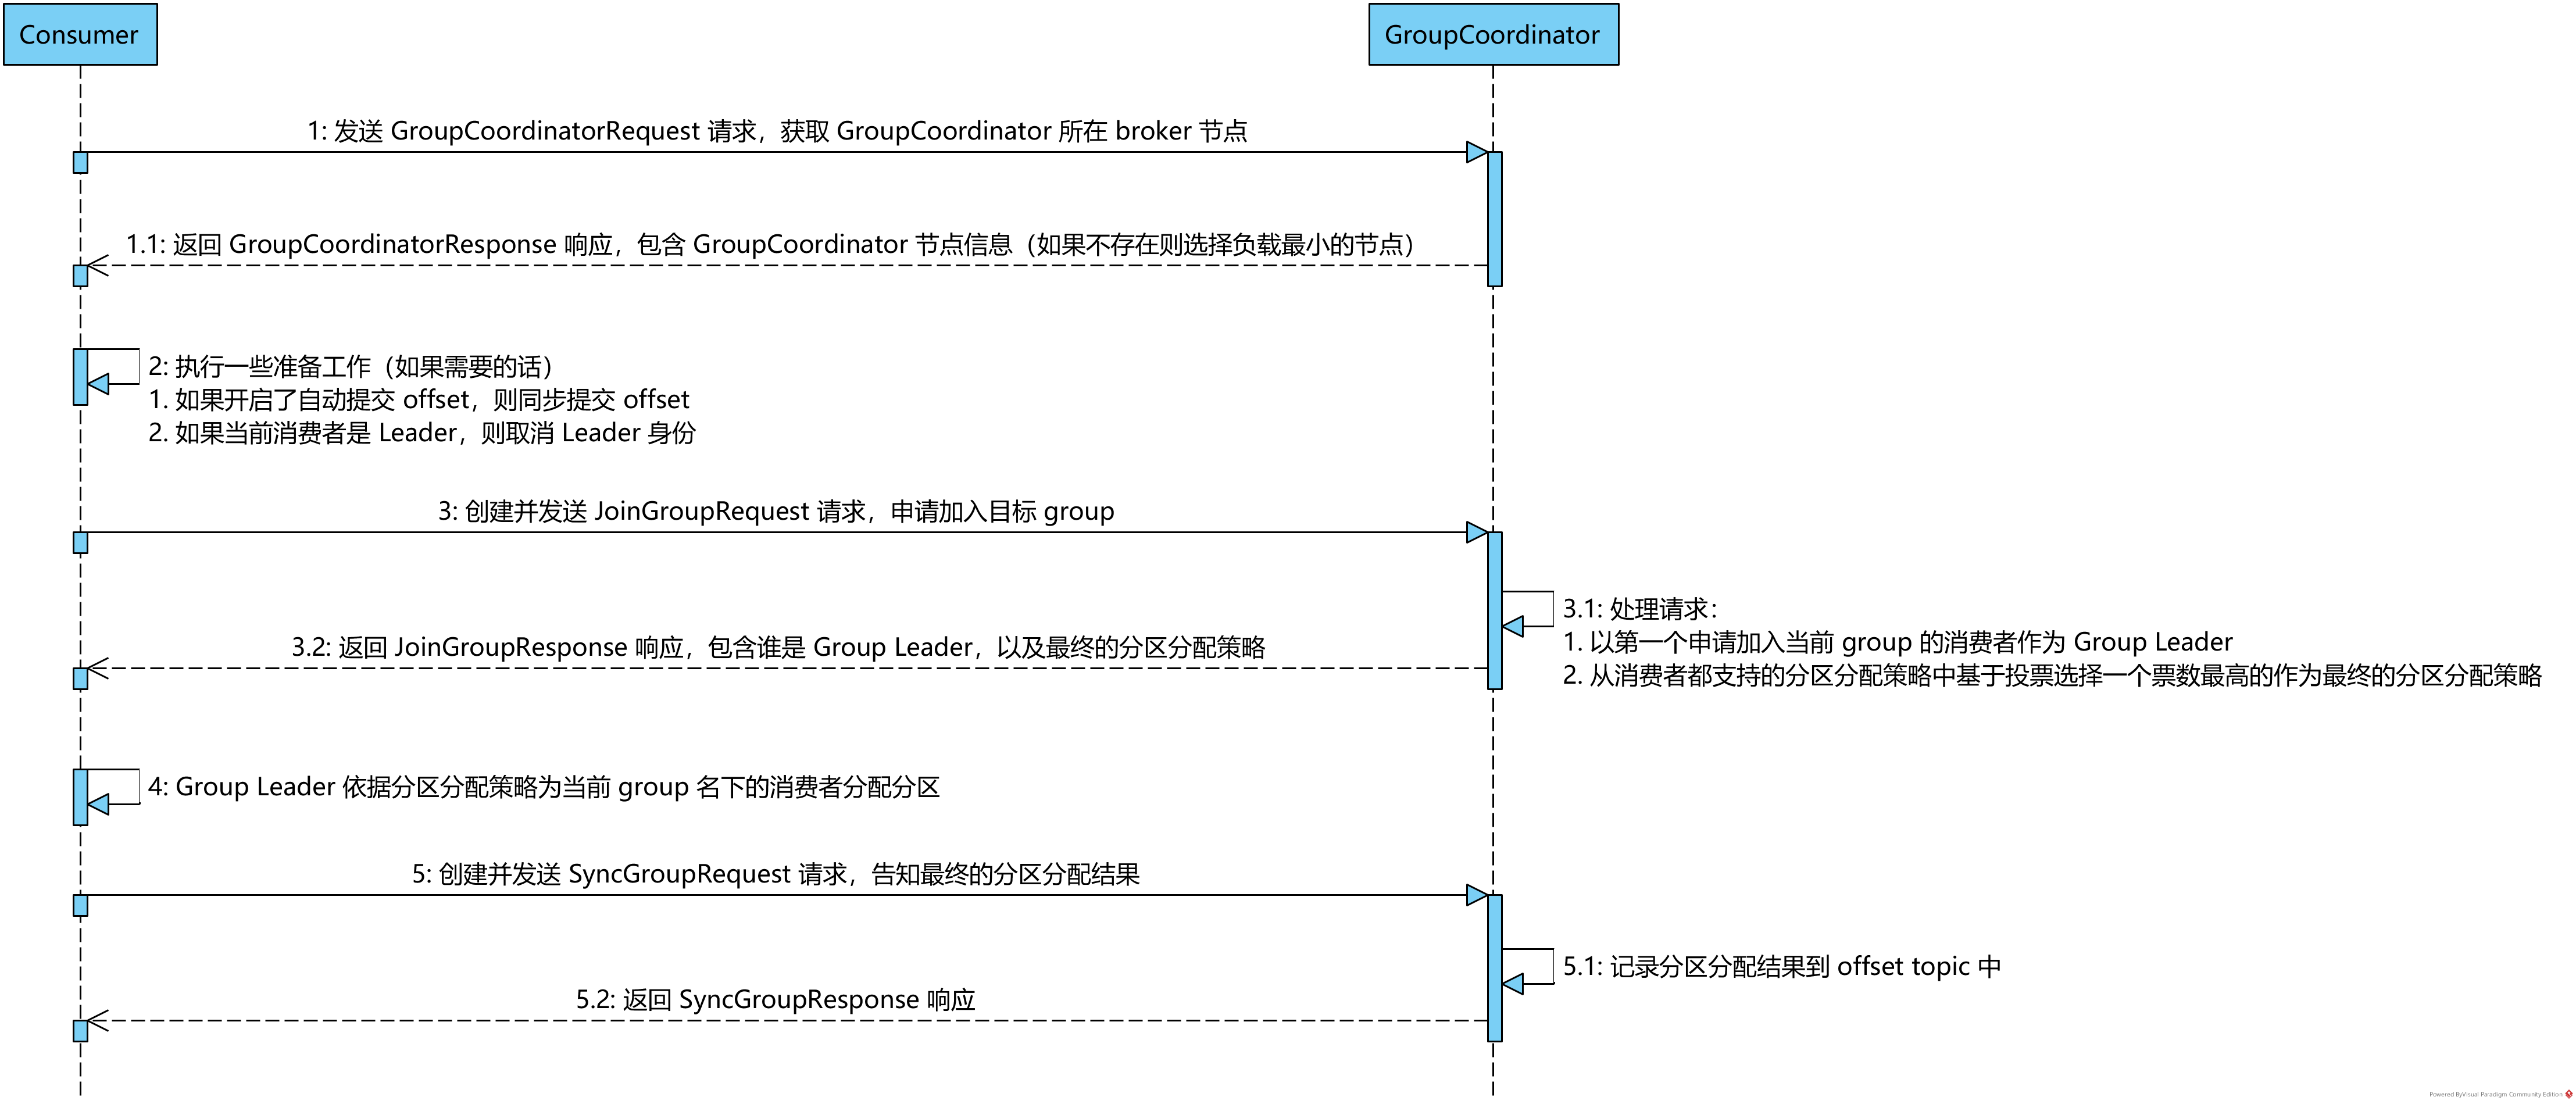 Consumer
GroupCoordinator
1: 发送 GroupCoordinatorRequest 请求，获取 GroupCoordinator 所在 broker 节点
1.1: 返回 GroupCoordinatorResponse 响应，包含 GroupCoordinator 节点信息（如果不存在则选择负载最小的节点）
2: 执行一些准备工作（如果需要的话）
1. 如果开启了自动提交 offset，则同步提交 offset
2. 如果当前消费者是 Leader，则取消 Leader 身份
3: 创建并发送 JoinGroupRequest 请求，申请加入目标 group
3.1: 处理请求：
1. 以第一个申请加入当前 group 的消费者作为 Group Leader
2. 从消费者都支持的分区分配策略中基于投票选择一个票数最高的作为最终的分区分配策略
3.2: 返回 JoinGroupResponse 响应，包含谁是 Group Leader，以及最终的分区分配策略
4: Group Leader 依据分区分配策略为当前 group 名下的消费者分配分区
5: 创建并发送 SyncGroupRequest 请求，告知最终的分区分配结果
5.1: 记录分区分配结果到 offset topic 中
5.2: 返回 SyncGroupResponse 响应
Powered ByVisual Paradigm Community Edition